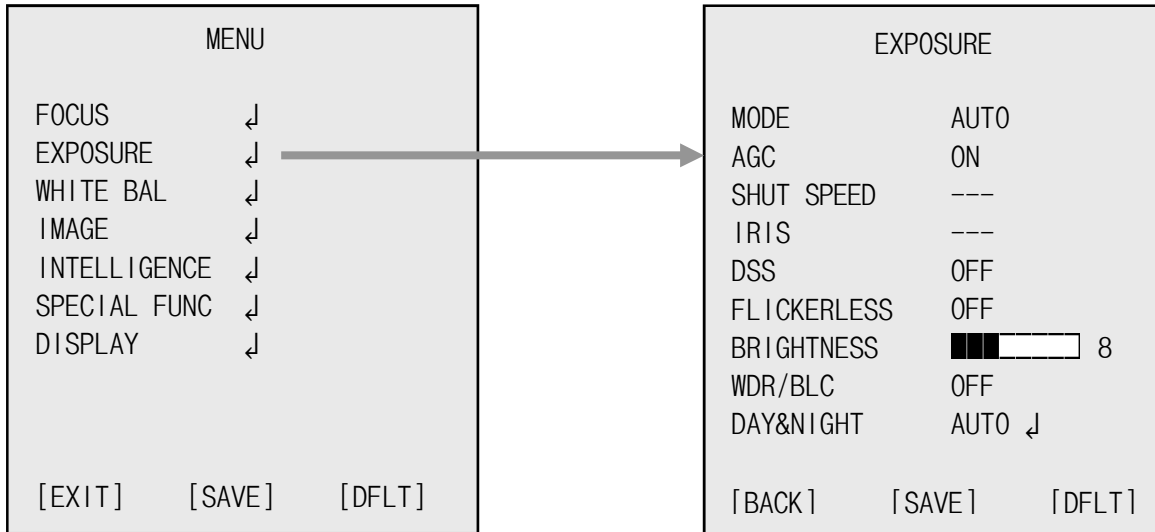 MENU
FOCUS ↲
EXPOSURE ↲
WHITE BAL ↲
IMAGE ↲
INTELLIGENCE ↲
SPECIAL FUNC ↲
DISPLAY ↲
[EXIT] [SAVE] [DFLT]
EXPOSURE
MODE AUTO
AGC ON
SHUT SPEED ---
IRIS ---
DSS OFF
FLICKERLESS OFF
BRIGHTNESS 8
WDR/BLC OFF
DAY&NIGHT AUTO ↲
[BACK] [SAVE] [DFLT]